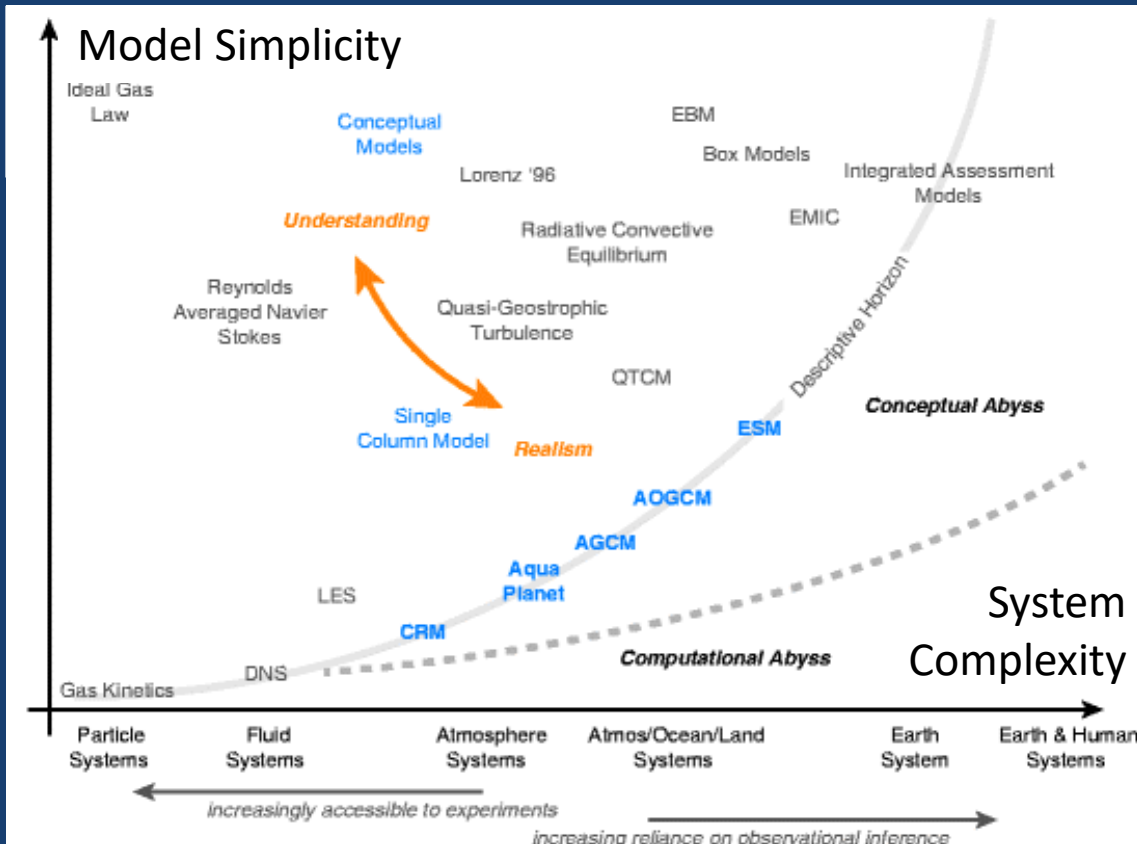 Model Simplicity
Ideal Gas
Law
Conceptual
Models
EBM
Box Models
Lorenz '96
Integrated Assessment
Models
Understanding
EMIC
Radiative Convective
Equilibrium
Reynolds
Averaged Navier
Stokes
Quasi-Geostrophic
Turbulence
Descriptive Horizon
QTCM
Conceptual Abyss
Single
Column Model
Realism
ESM
AOGCM
AGCM
Aqua
Planet
LES
CRM
System
Complexity
Computational Abyss
DNS
Gas Kinetics
Particle
Systems
Fluid
Systems
Atmosphere
Systems
Atmos/Ocean/Land
Systems
Earth
System
Earth & Human
Systems
increasingly accessible to experiments
increasing reliance on observational inference